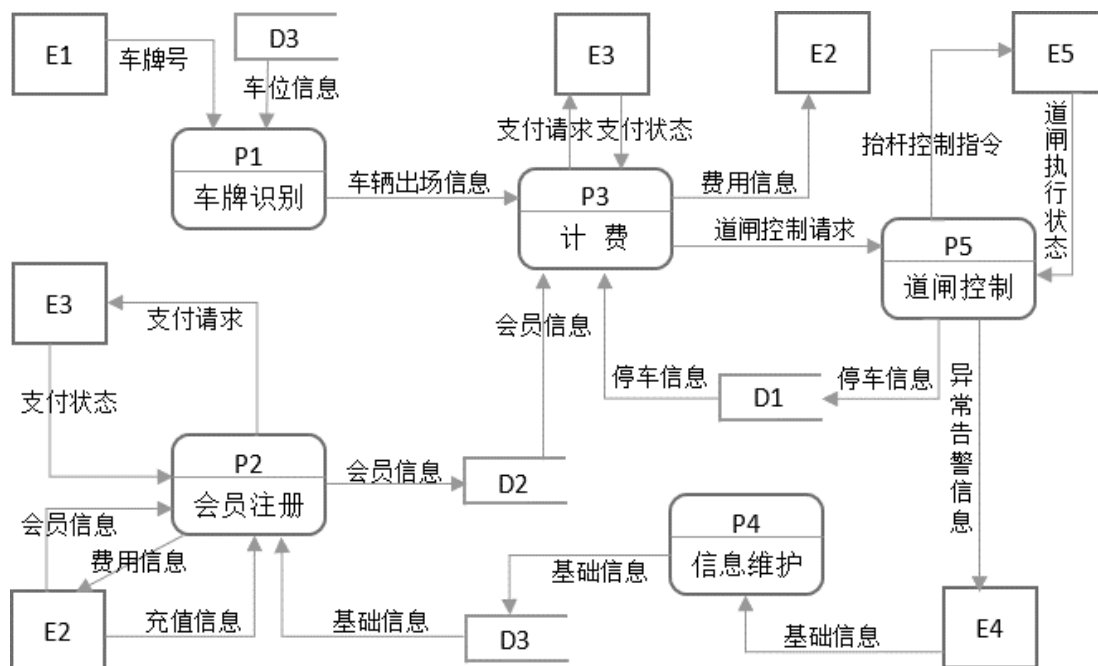 E1
车牌号
D3
车位信息
E3
E2
E5
支付请求
支付状态
抬杆控制指令
道闸执行状态
P1
车牌识别
车辆出场信息
P3
计 费
费用信息
道闸控制请求
P5
道闸控制
E3
支付请求
会员信息
支付状态
停车信息
D1
停车信息
异常告警信息
P2
会员注册
会员信息
D2
会员信息
费用信息
P4
信息维护
基础信息
E2
充值信息
基础信息
D3
基础信息
E4